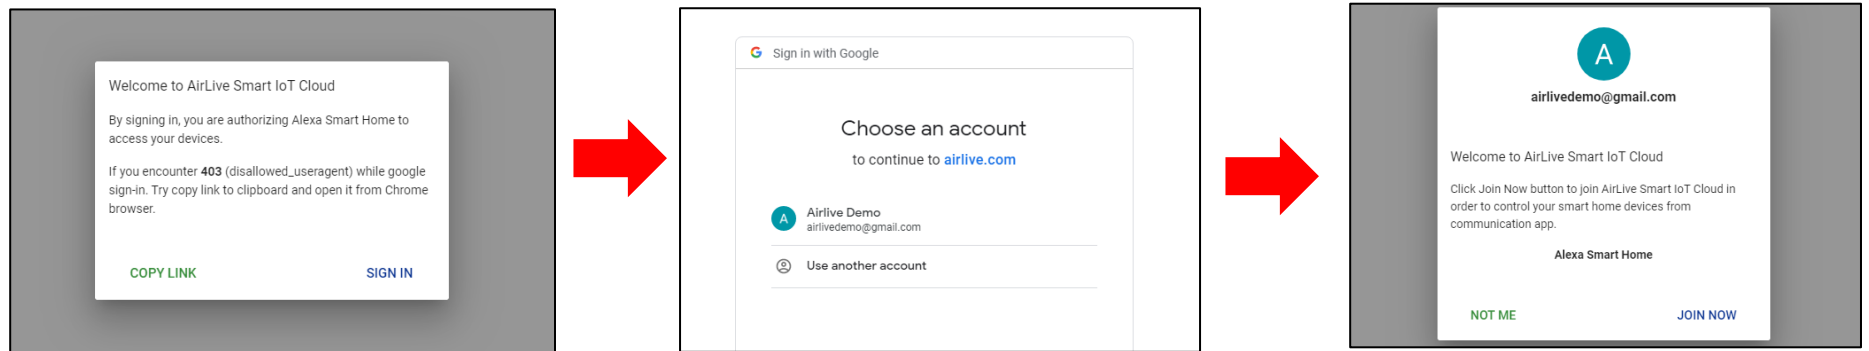 Welcome to AirLive Smart IoT Cloud
By signing in, you are authorizing Alexa Smart Home to
access your devices.
If you encounter 403 (disallowed_useragent) while google
sign-in. Try copy link to clipboard and open it from Chrome
browser.
COPY LINK
SIGN IN
G Sign in with Google
Choose an account
to continue to airlive.com
A
Airlive Demo
airlivedemo@gmail.com
Use another account
A
airlivedemo@gmail.com
Welcome to AirLive Smart IoT Cloud
Click Join Now button to join AirLive Smart IoT Cloud in
order to control your smart home devices from
communication app.
Alexa Smart Home
NOT ME
JOIN NOW